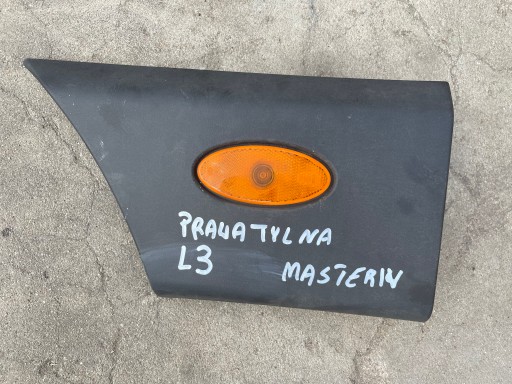 PRAWA TYLNA
L3 MASTER IV